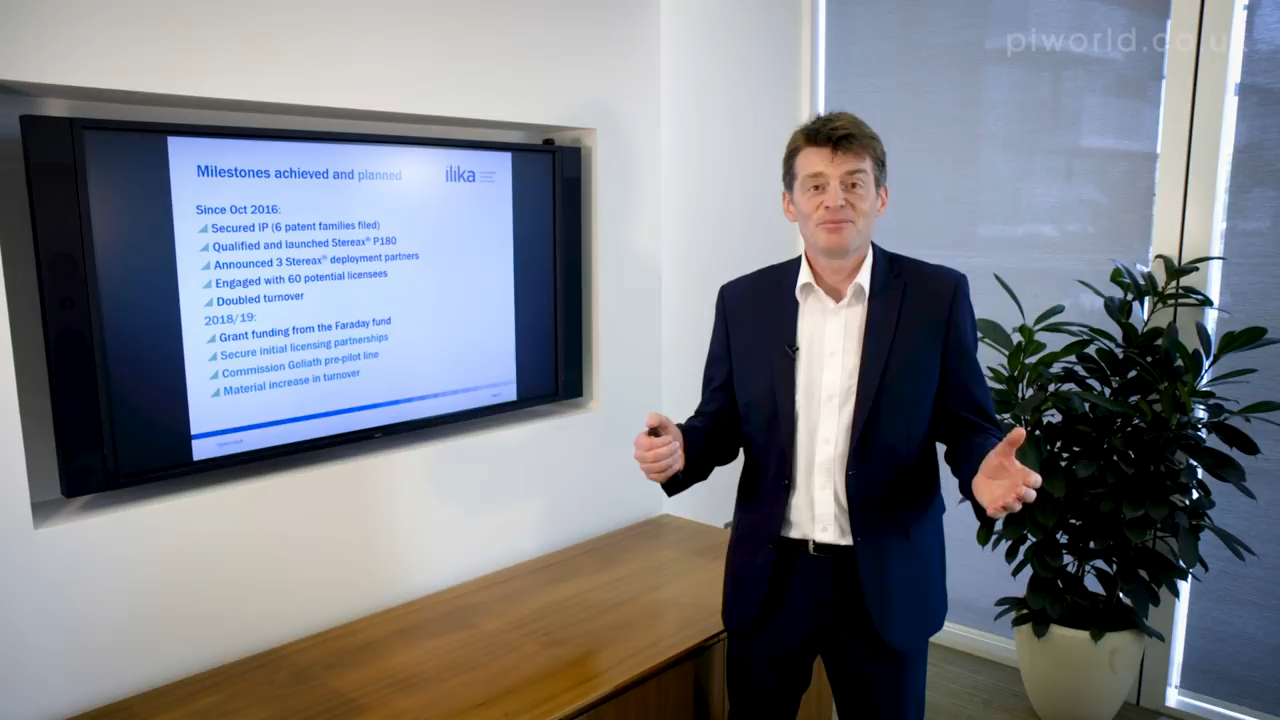 piworld.co.uk
Milestones achieved and planned
ilika
Since Oct 2016:
Secured IP (6 patent families filed)
Qualified and launched Stereax® P180
Announced 3 Stereax® deployment partners
Engaged with 60 potential licensees
Doubled turnover
2018/19:
Grant funding from the Faraday fund
Secure initial licensing partnerships
Commission Goliath pre-pilot line
Material increase in turnover